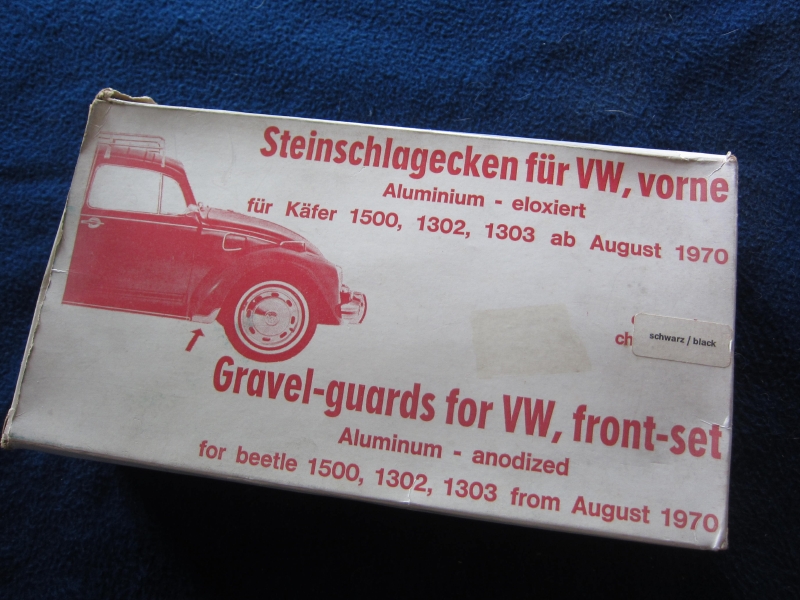 Steinschlagecken für VW, vorne
Aluminium - eloxiert
für Käfer 1500, 1302, 1303 ab August 1970
schwarz / black
Gravel-guards for VW, front-set
Aluminum - anodized
for beetle 1500, 1302, 1303 from August 1970